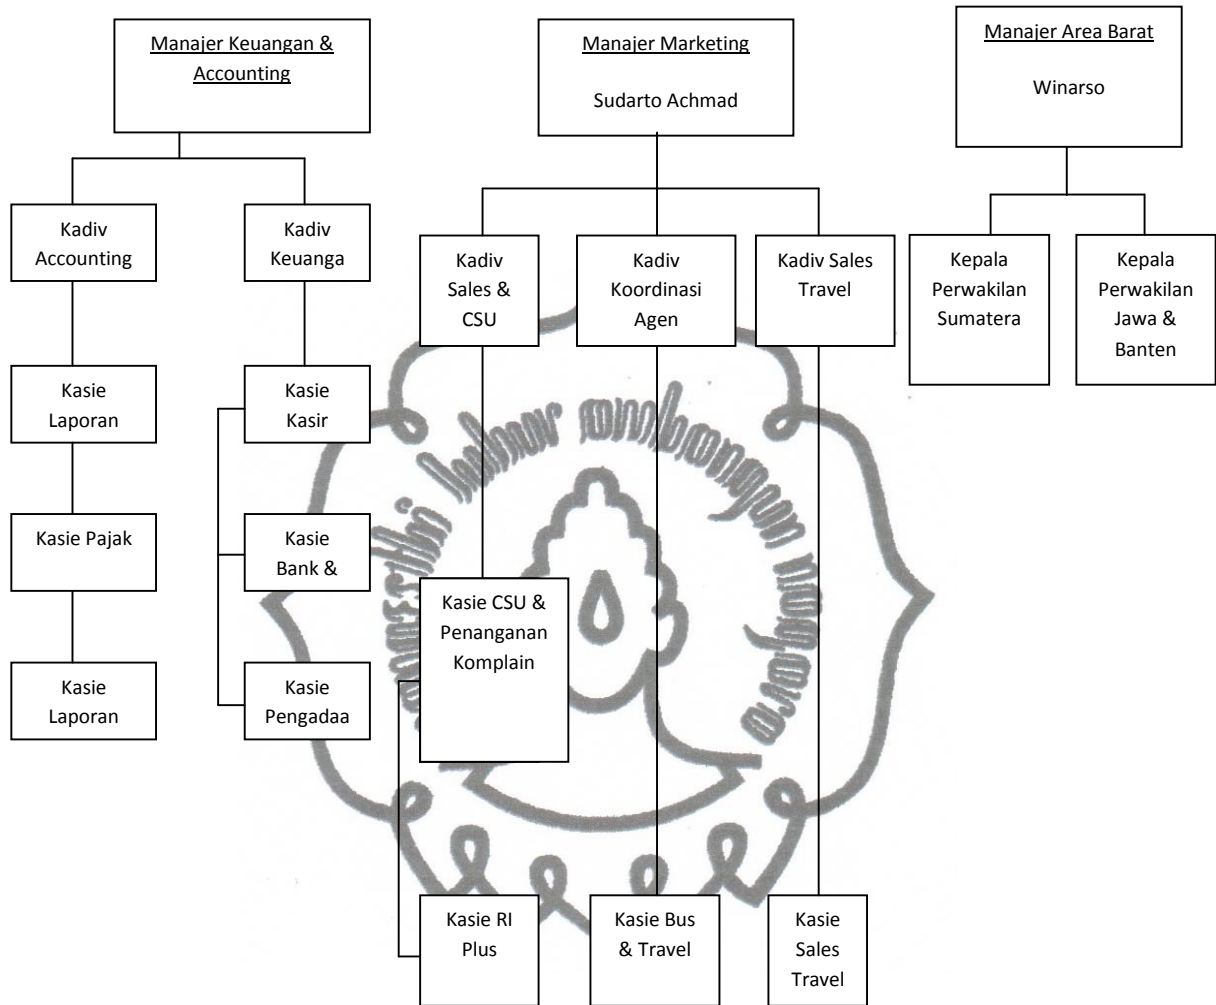 Manajer Keuangan &
Accounting
Manajer Marketing
Sudarto Achmad
Manajer Area Barat
Winarso
Kadiv
Accounting
Kadiv
Keuanga
Kadiv
Sales &
CSU
Kadiv
Koordinasi
Agen
Kadiv Sales
Travel
Kepala
Perwakilan
Sumatera
Kepala
Perwakilan
Jawa &
Banten
Kasie
Laporan
Kasie
Kasir
Kasie Pajak
Kasie
Bank &
Kasie CSU &
Penanganan
Komplain
Kasie
Laporan
Kasie
Pengadaa
Kasie RI
Plus
Kasie Bus
& Travel
Kasie
Sales
Travel